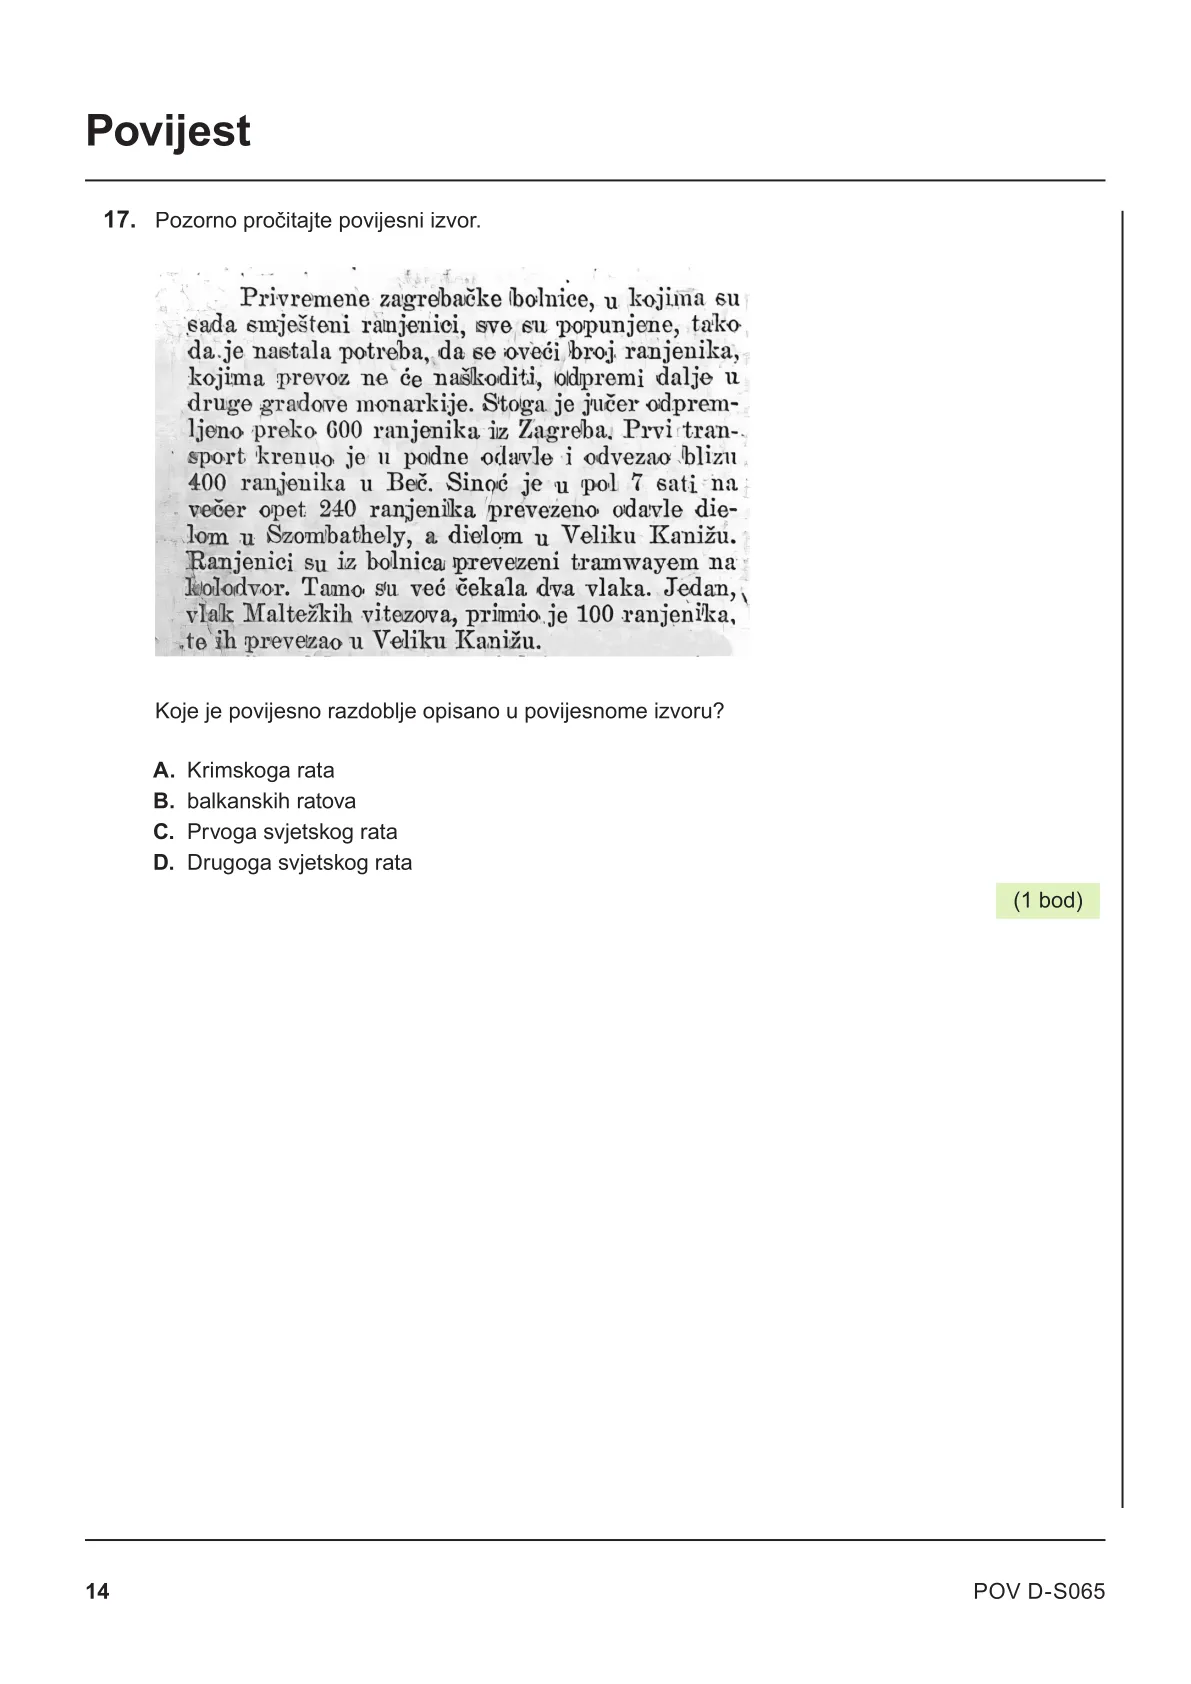 Povijest
17. Pozorno pročitajte povijesni izvor.
Privremene zagrebačke bolnice, u kojima su
sada smješteni ranjenici, sve su popunjene, tako
da je nastala potreba, da se oveći broj ranjenika,
kojima prevoz ne će naškoditi, odpremi dalje u
druge gradove monarkije. Stoga je jučer odprem-
ljeno preko 600 ranjenika iz Zagreba. Prvi tran-
sport krenuo je u podne odavle i odvezao blizu
400 ranjenika u Beč. Sinoć je u pol 7 sati na
večer opet 240 ranjenika prevezeno odavle die-
lom u Szombathely, a dielom u Veliku Kanižu.
Ranjenici su iz bolnica prevezeni tramwayem na
kolodvor. Tamo su već čekala dva vlaka. Jedan,
vlak Maltežkih vitezova, primio je 100 ranjenika,
te ih prevezao u Veliku Kanižu.
Koje je povijesno razdoblje opisano u povijesnome izvoru?
A. Krimskoga rata
B. balkanskih ratova
C. Prvoga svjetskog rata
D. Drugoga svjetskog rata
(1 bod)
14
POV D-S065